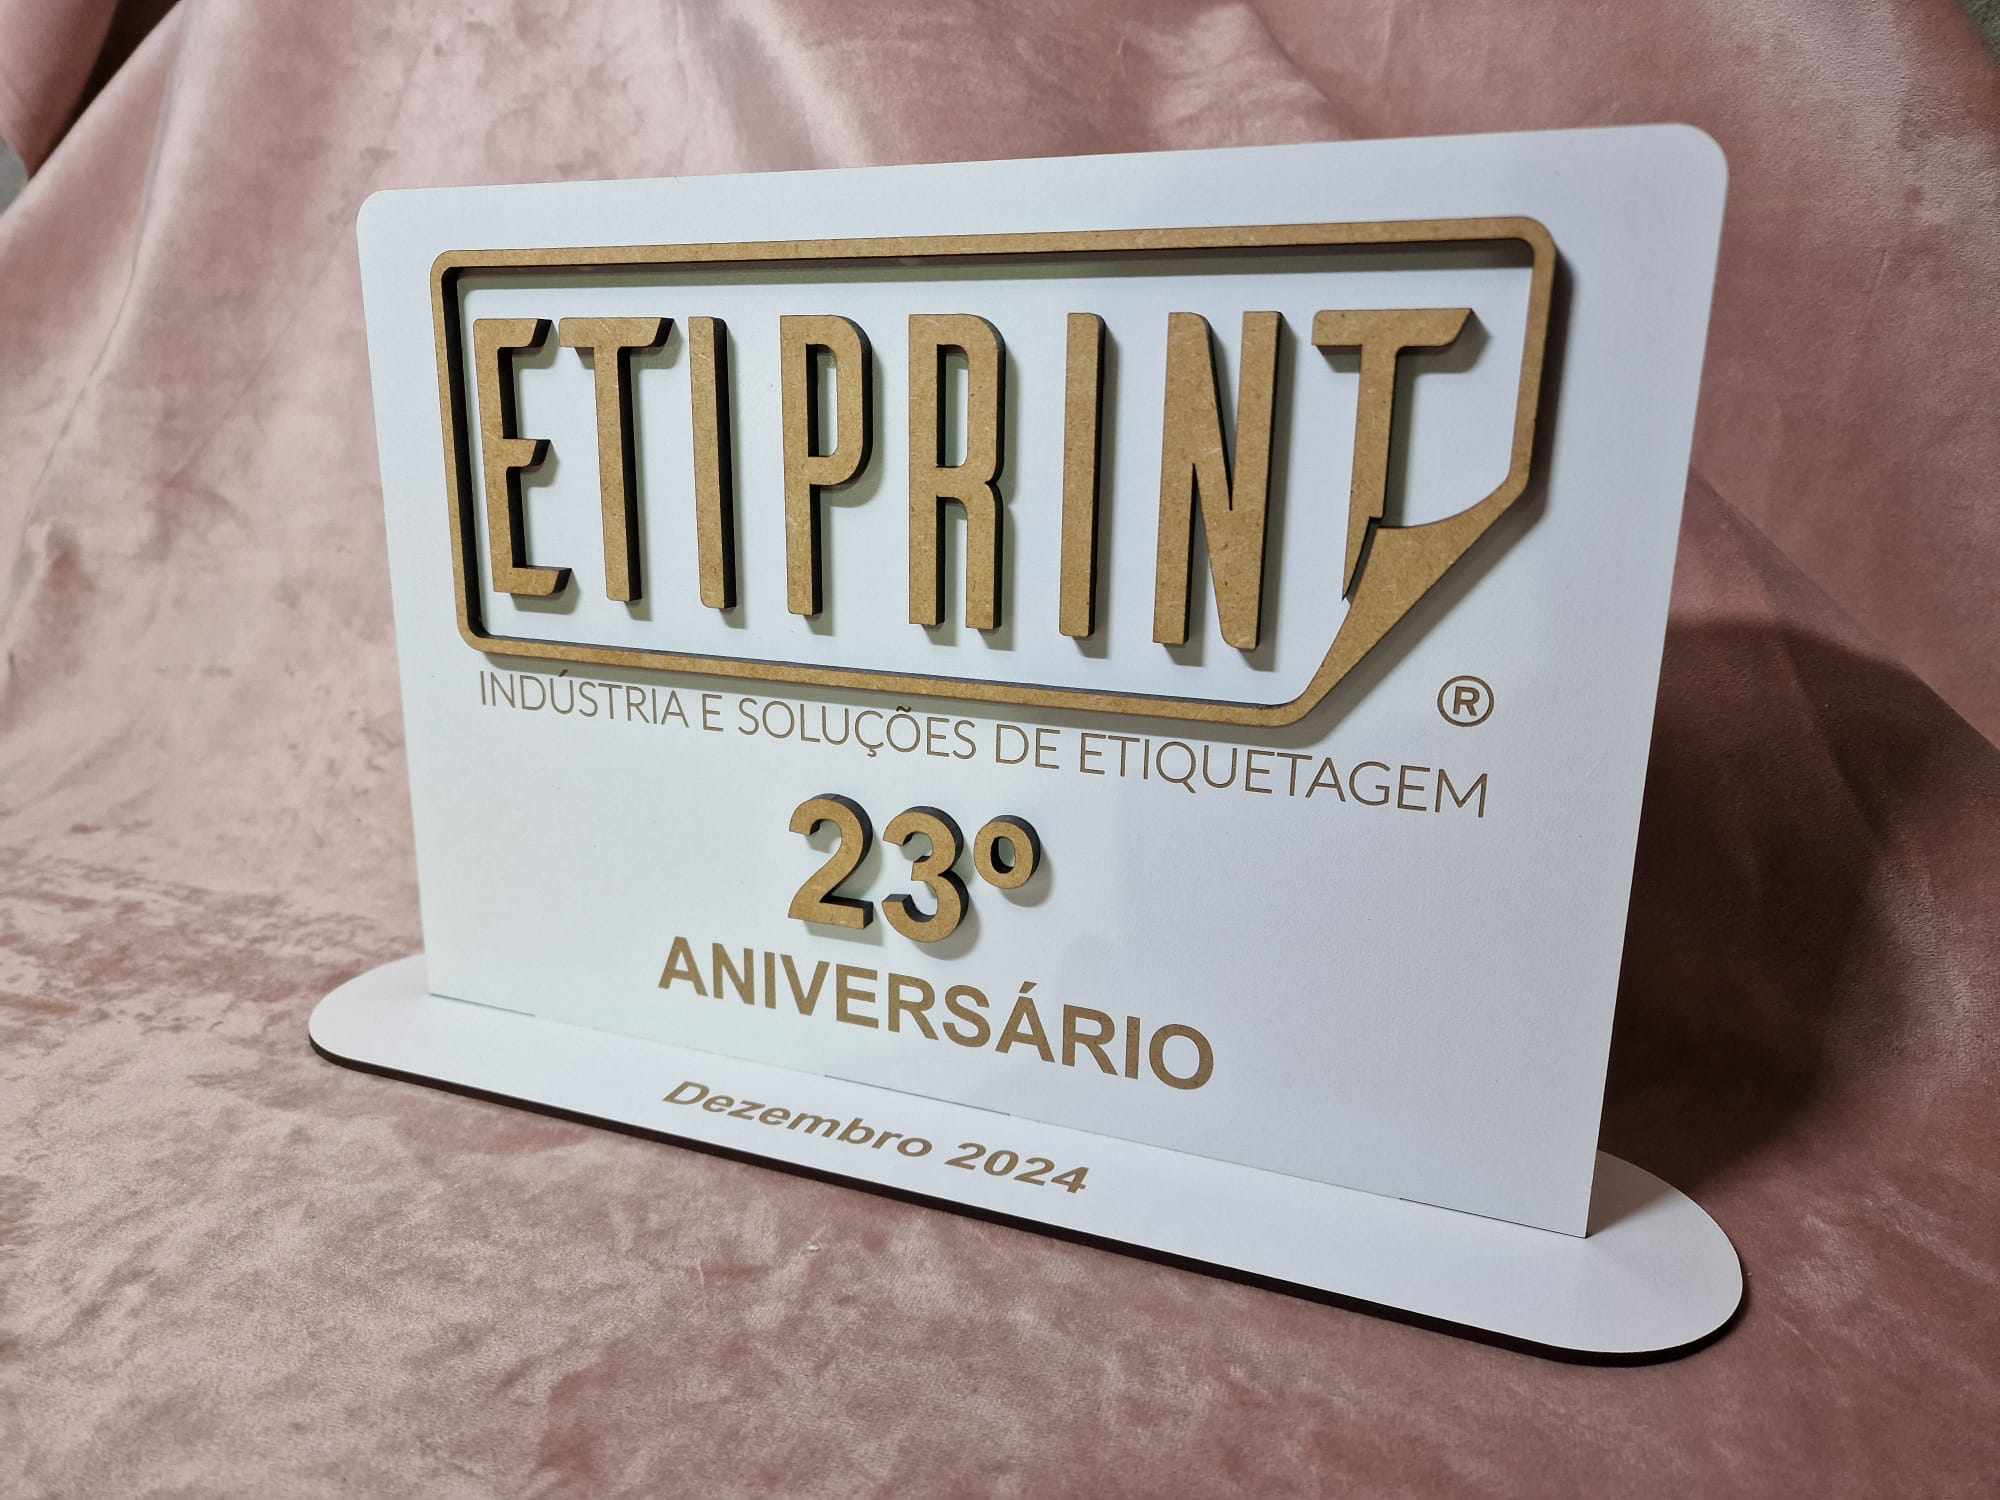 ETIPRINT
®
INDÚSTRIA E SOLUÇÕES DE ETIQUETAGEM
23º
ANIVERSÁRIO
Dezembro 2024